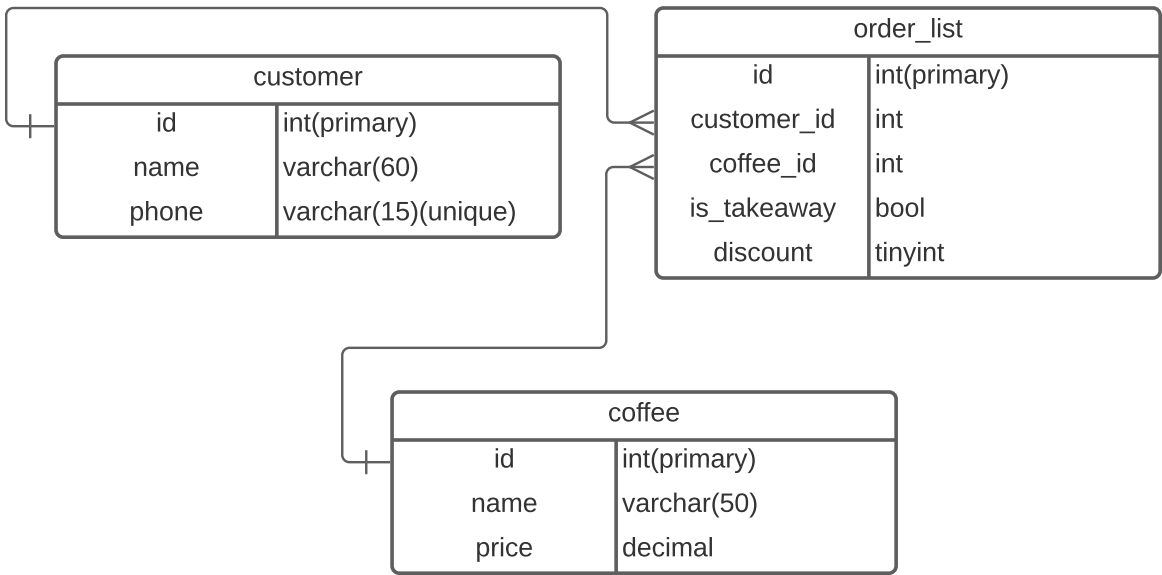 customer
id int(primary)
name varchar(60)
phone varchar(15)(unique)
order_list
id int(primary)
customer_id int
coffee_id int
is_takeaway bool
discount tinyint
coffee
id int(primary)
name varchar(50)
price decimal